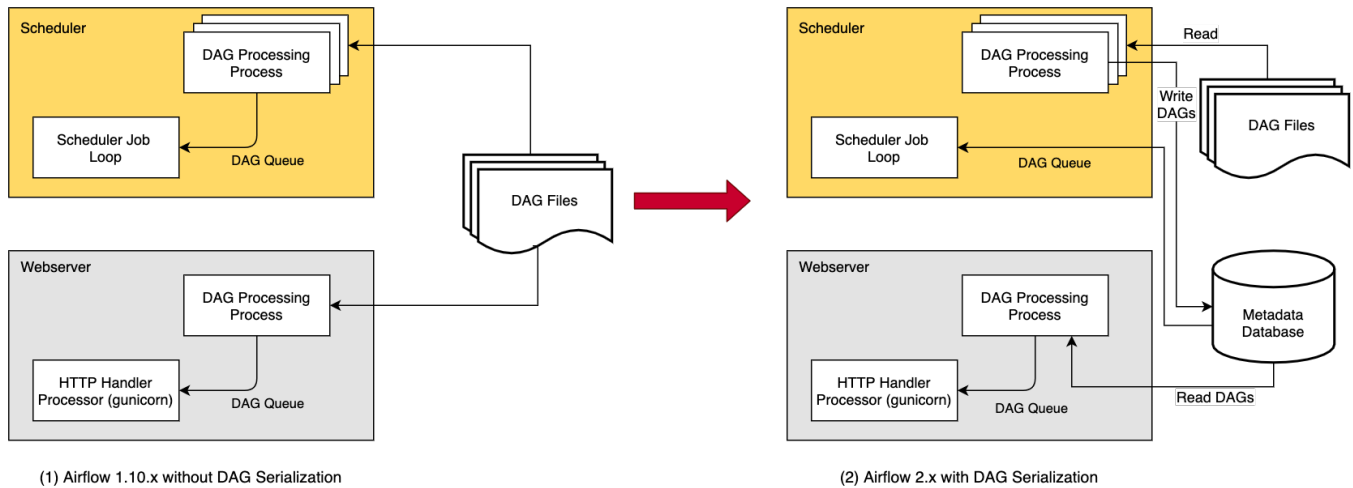 Scheduler
DAG Processing
Process
Scheduler Job
Loop
DAG Queue
DAG Files
Webserver
DAG Processing
Process
HTTP Handler
Processor (gunicorn)
DAG Queue
(1) Airflow 1.10.x without DAG Serialization
Scheduler
DAG Processing
Process
Read
Write
DAGs
DAG Files
Scheduler Job
Loop
DAG Queue
Webserver
DAG Processing
Process
Metadata
Database
HTTP Handler
Processor (gunicorn)
DAG Queue
Read DAGs
(2) Airflow 2.x with DAG Serialization